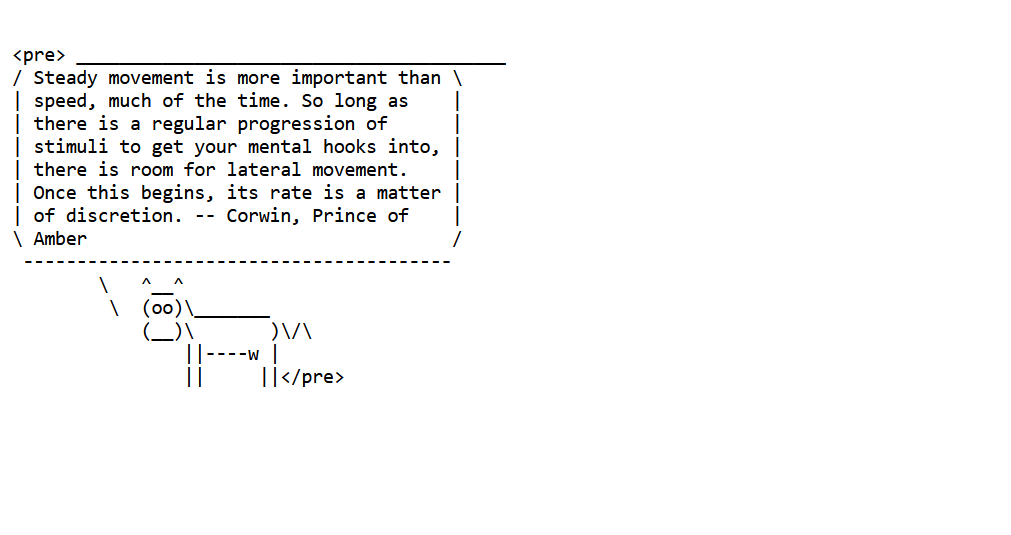 <pre> ________________________________________
/ Steady movement is more important than \
| speed, much of the time. So long as    |
| there is a regular progression of      |
| stimuli to get your mental hooks into, |
| there is room for lateral movement.    |
| Once this begins, its rate is a matter |
| of discretion. -- Corwin, Prince of    |
\ Amber                                  /
 ----------------------------------------
        \   ^__^
         \  (oo)\_______
            (__)\       )\/\
                ||----w |
                ||     ||</pre>